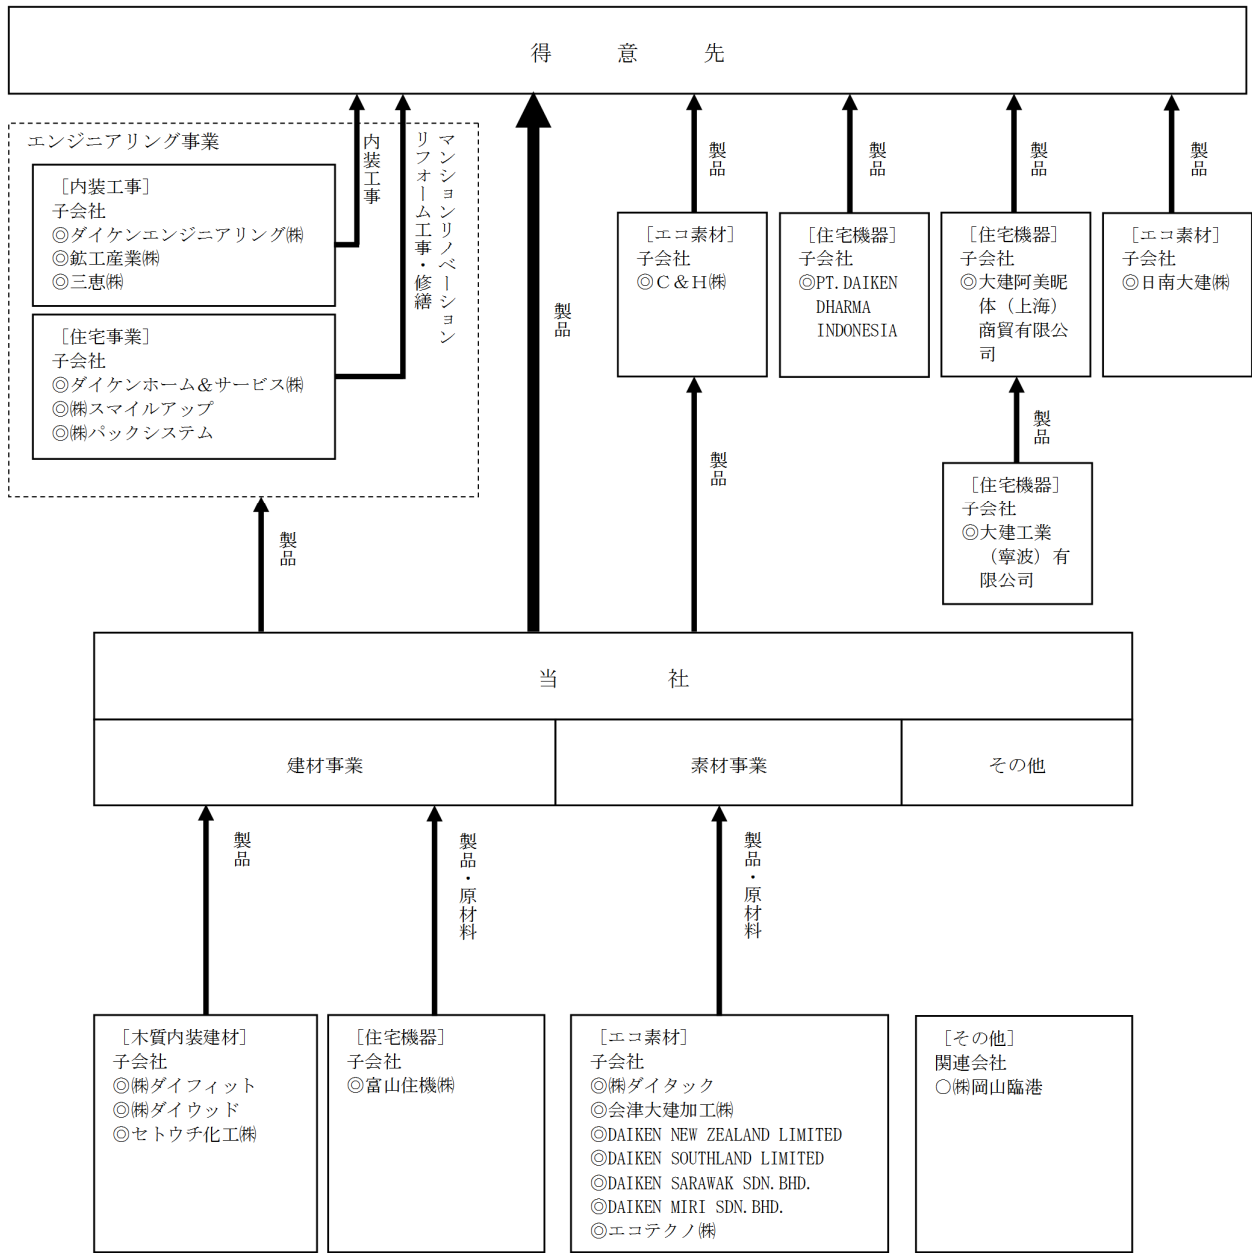 得意先
エンジニアリング事業
［内装工事］
子会社
◎ダイケンエンジニアリング㈱
◎鉱工産業㈱
◎三恵㈱
［住宅事業］
子会社
◎ダイケンホーム＆サービス㈱
◎㈱スマイルアップ
◎㈱パックシステム
内装工事
マンションリノベーション
リフォーム工事・修繕
製品
製品
製品
製品
製品
［エコ素材］
子会社
◎Ｃ＆Ｈ㈱
［住宅機器］
子会社
◎PT.DAIKEN
DHARMA
INDONESIA
［住宅機器］
子会社
◎大建阿美昵
体（上海）
商貿有限公
司
［エコ素材］
子会社
◎日南大建㈱
製品
製品
製品
［住宅機器］
子会社
◎大建工業
（寧波）有
限公司
当社
建材事業
素材事業
その他
製品
製品・原材料
製品・原材料
［木質内装建材］
子会社
◎㈱ダイフィット
◎㈱ダイウッド
◎セトウチ化工㈱
［住宅機器］
子会社
◎富山住機㈱
［エコ素材］
子会社
◎㈱ダイタック
◎会津大建加工㈱
◎DAIKEN NEW ZEALAND LIMITED
◎DAIKEN SOUTHLAND LIMITED
◎DAIKEN SARAWAK SDN.BHD.
◎DAIKEN MIRI SDN.BHD.
◎エコテクノ㈱
［その他］
関連会社
○㈱岡山臨港